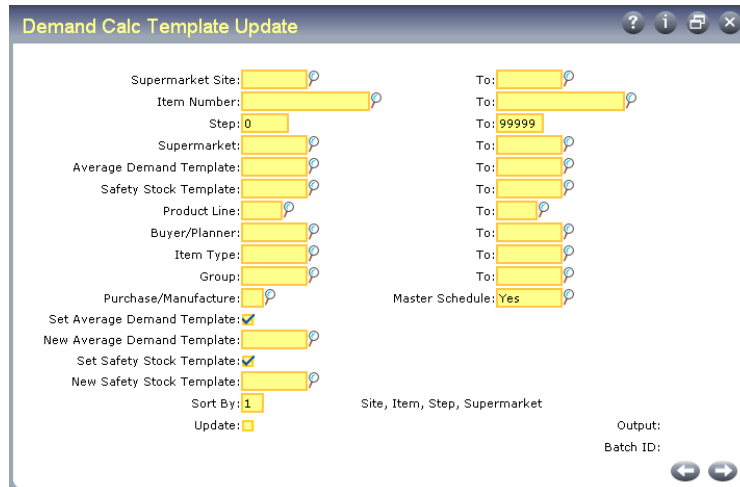 Demand Calc Template Update
Supermarket Site: To:
Item Number: To:
Step: 0 To: 99999
Supermarket: To:
Average Demand Template: To:
Safety Stock Template: To:
Product Line: To:
Buyer/Planner: To:
Item Type: To:
Group: To:
Purchase/Manufacture: Master Schedule: Yes
Set Average Demand Template:
New Average Demand Template:
Set Safety Stock Template:
New Safety Stock Template:
Sort By: 1 Site, Item, Step, Supermarket
Update: Output:
Batch ID: